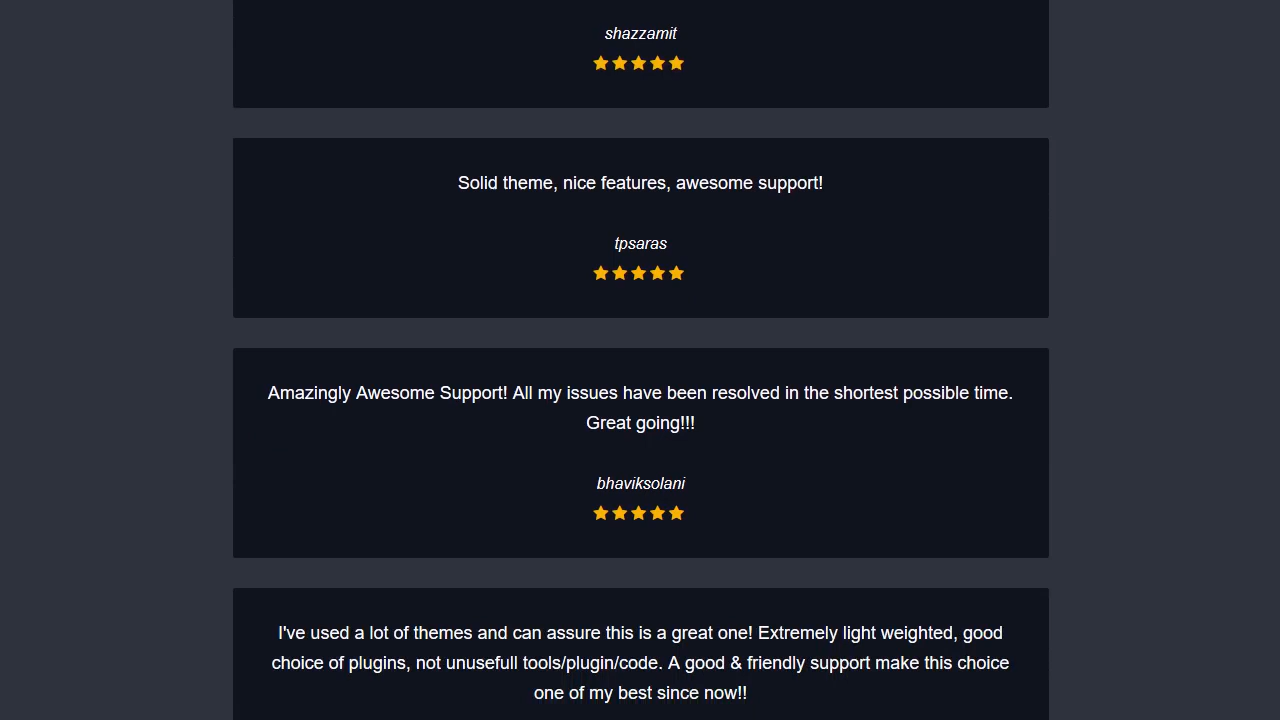 shazzamit
Solid theme, nice features, awesome support!
tpsaras
Amazingly Awesome Support! All my issues have been resolved in the shortest possible time.
Great going!!!
bhaviksolani
I've used a lot of themes and can assure this is a great one! Extremely light weighted, good
choice of plugins, not unusefull tools/plugin/code. A good & friendly support make this choice
one of my best since now!!